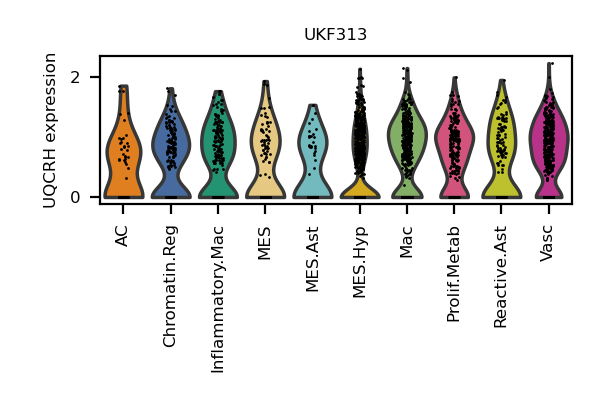 UKF313
UQCRH expression
2
0
AC
Chromatin.Reg
Inflammatory.Mac
MES
MES.Ast
MES.Hyp
Mac
Prolif.Metab
Reactive.Ast
Vasc